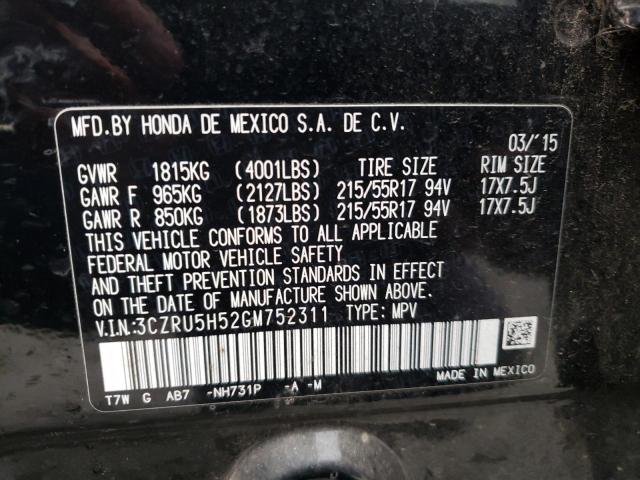 MFD.BY HONDA DE MEXICO S.A. DE C.V.
03/'15
GVWR 1815KG (4001LBS) TIRE SIZE RIM SIZE
GAWR F 965KG (2127LBS) 215/55R17 94V 17X7.5J
GAWR R 850KG (1873LBS) 215/55R17 94V 17X7.5J
THIS VEHICLE CONFORMS TO ALL APPLICABLE
FEDERAL MOTOR VEHICLE SAFETY
AND THEFT PREVENTION STANDARDS IN EFFECT
ON THE DATE OF MANUFACTURE SHOWN ABOVE.
V.I.N:3CZRU5H52GM752311 TYPE: MPV
MADE IN MEXICO
T7W G AB7 -NH731P -A -M